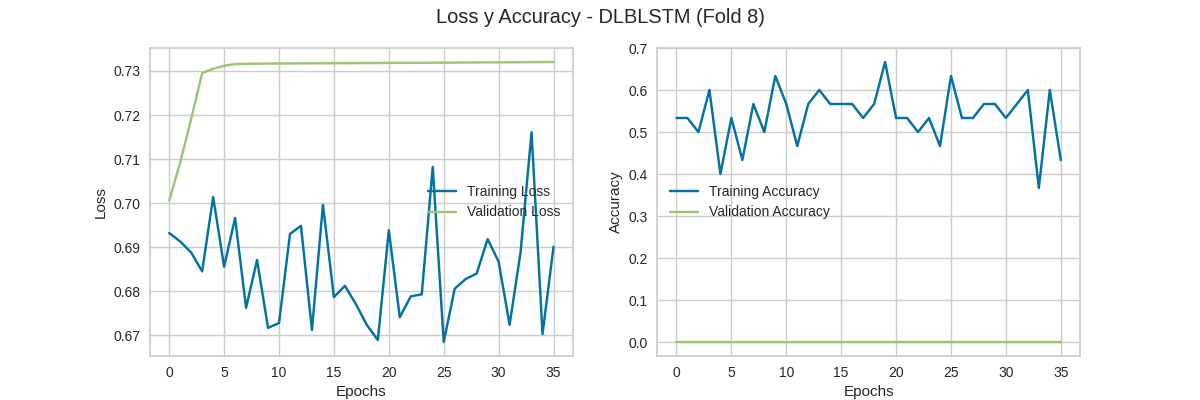 Loss y Accuracy - DLBLSTM (Fold 8)
Loss
0.73
0.72
0.71
0.70
0.69
0.68
0.67
Training Loss
Validation Loss
0 5 10 15 20 25 30 35
Epochs
Accuracy
0.7
0.6
0.5
0.4
0.3
0.2
0.1
0.0
Training Accuracy
Validation Accuracy
0 5 10 15 20 25 30 35
Epochs